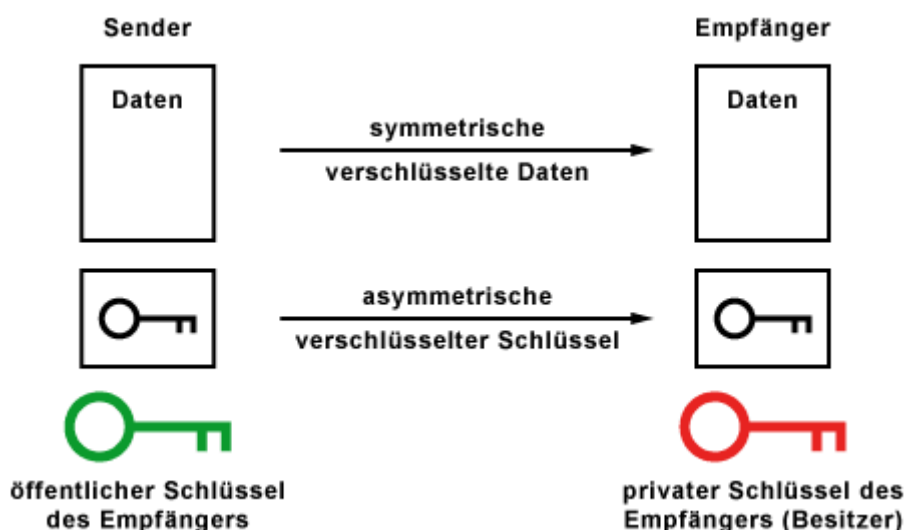 Sender
Empfänger
Daten
Daten
symmetrische
verschlüsselte Daten
asymmetrische
verschlüsselter Schlüssel
öffentlicher Schlüssel
des Empfängers
privater Schlüssel des
Empfängers (Besitzer)